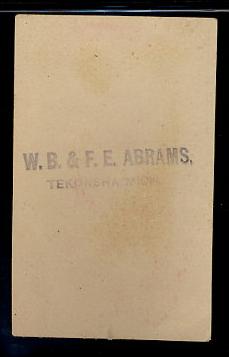 W. B. & F. E. ABRAMS,
TEKONSHA, MICH.